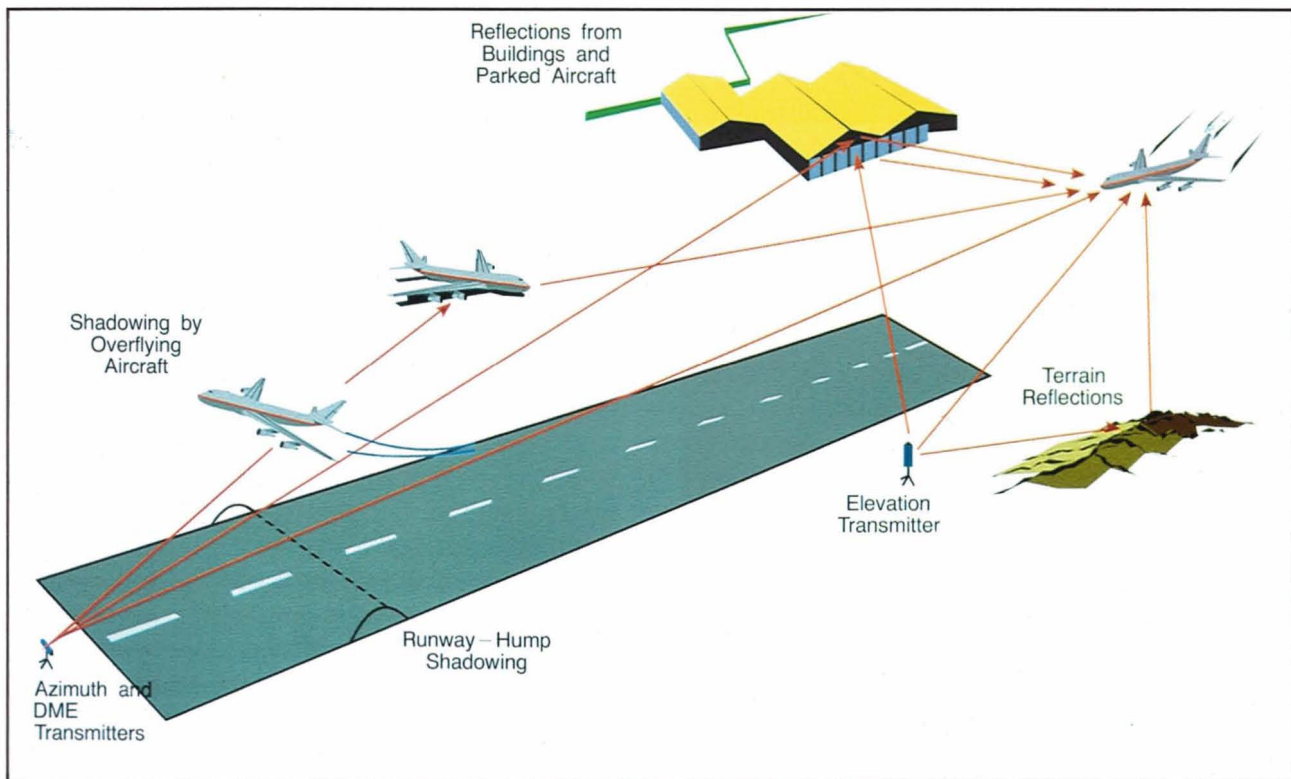 Reflections from
Buildings and
Parked Aircraft
Shadowing by
Overflying
Aircraft
Terrain
Reflections
Elevation
Transmitter
Runway – Hump
Shadowing
Azimuth and
DME
Transmitters